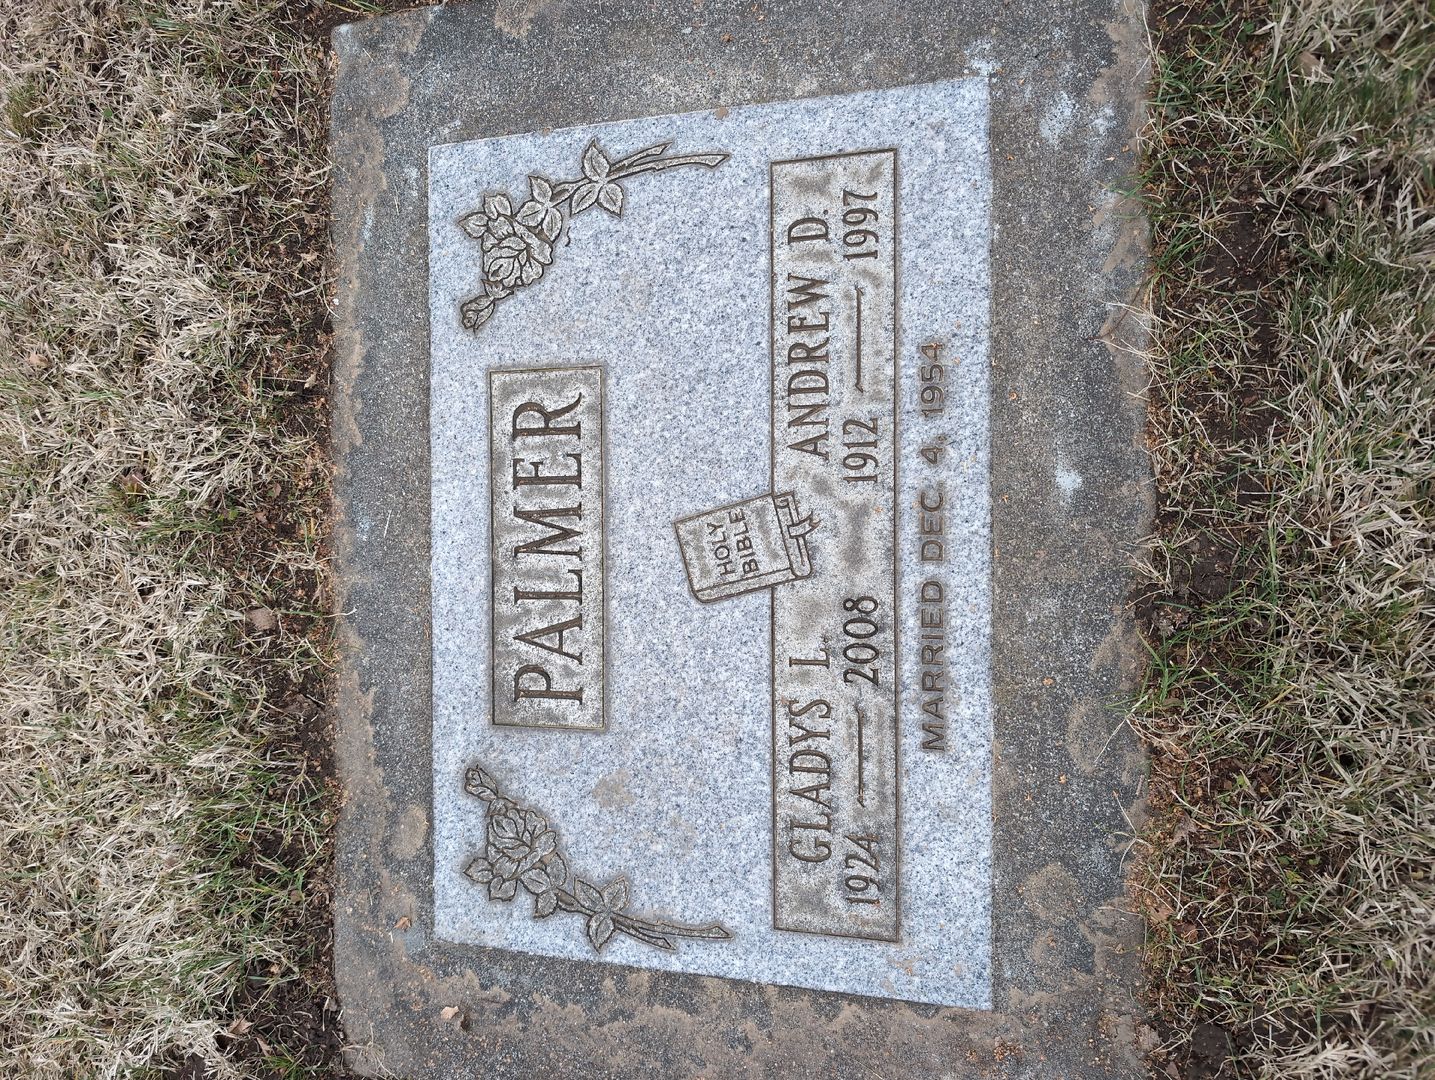 PALMER
HOLY
BIBLE
GLADYS L.
1924 — 2008
ANDREW D.
1912 — 1997
MARRIED DEC. 4, 1954